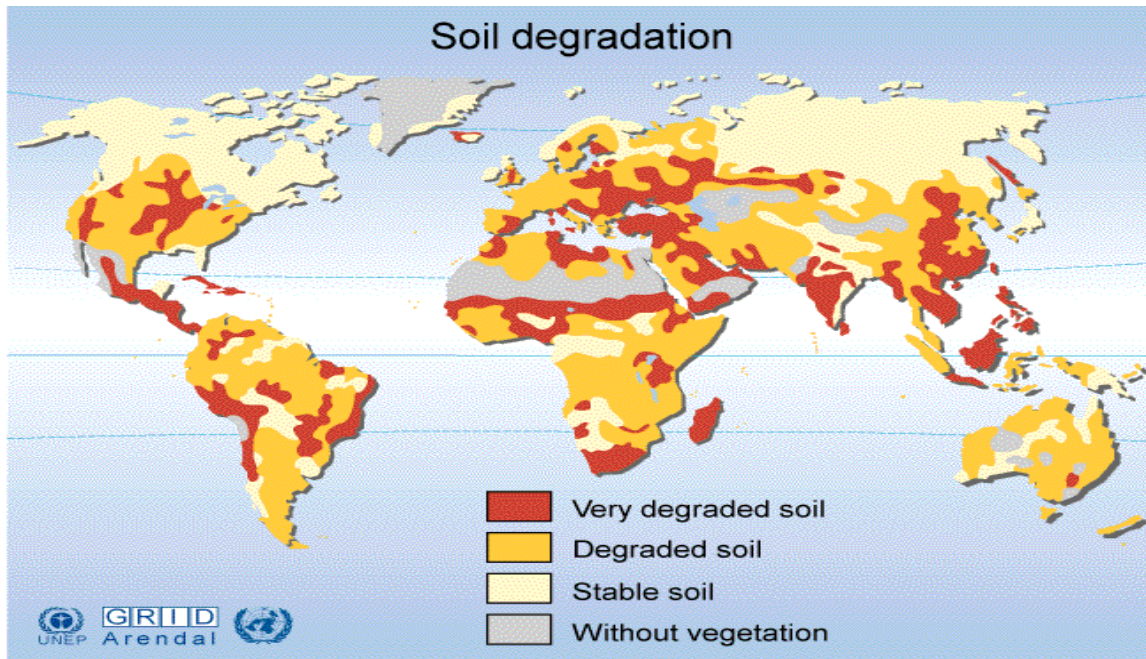 Soil degradation
Very degraded soil
Degraded soil
Stable soil
Without vegetation
UNEP
GRID
Arendal